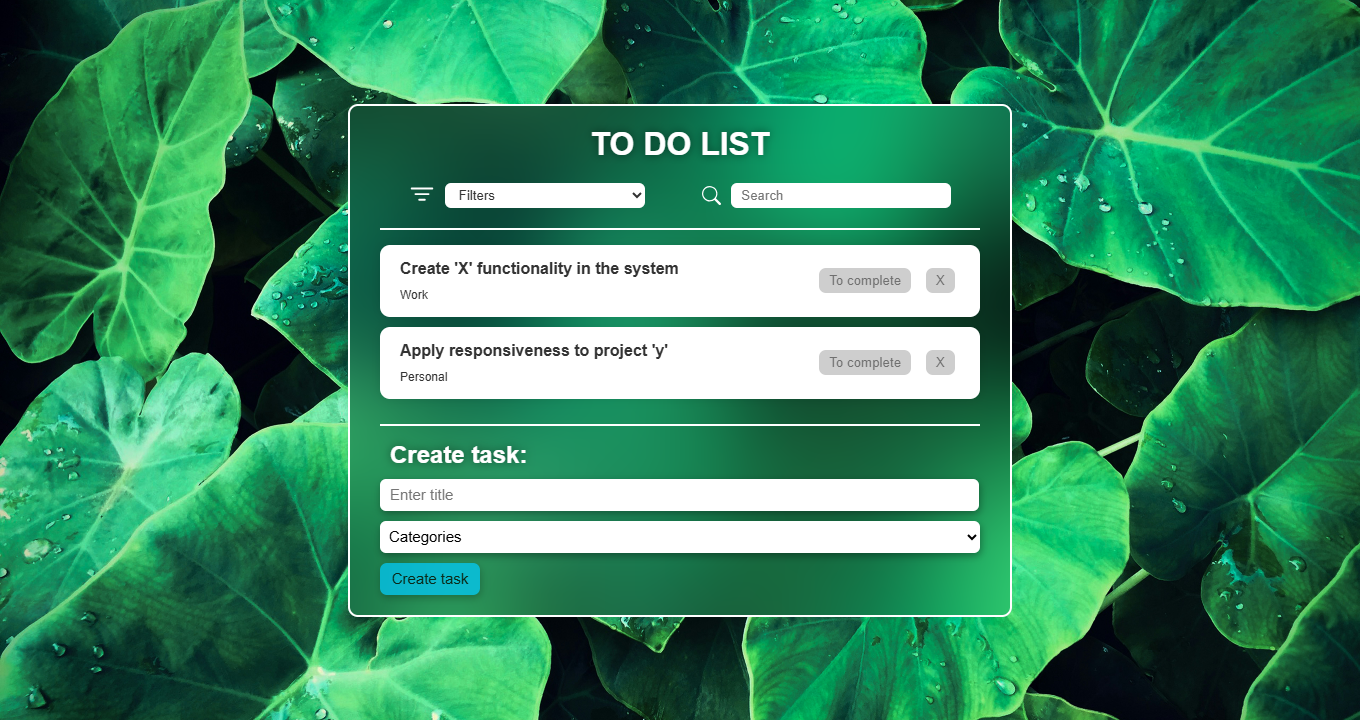 TO DO LIST
Filters
Search
Create 'X' functionality in the system
Work
To complete
X
Apply responsiveness to project 'y'
Personal
To complete
X
Create task:
Enter title
Categories
Create task